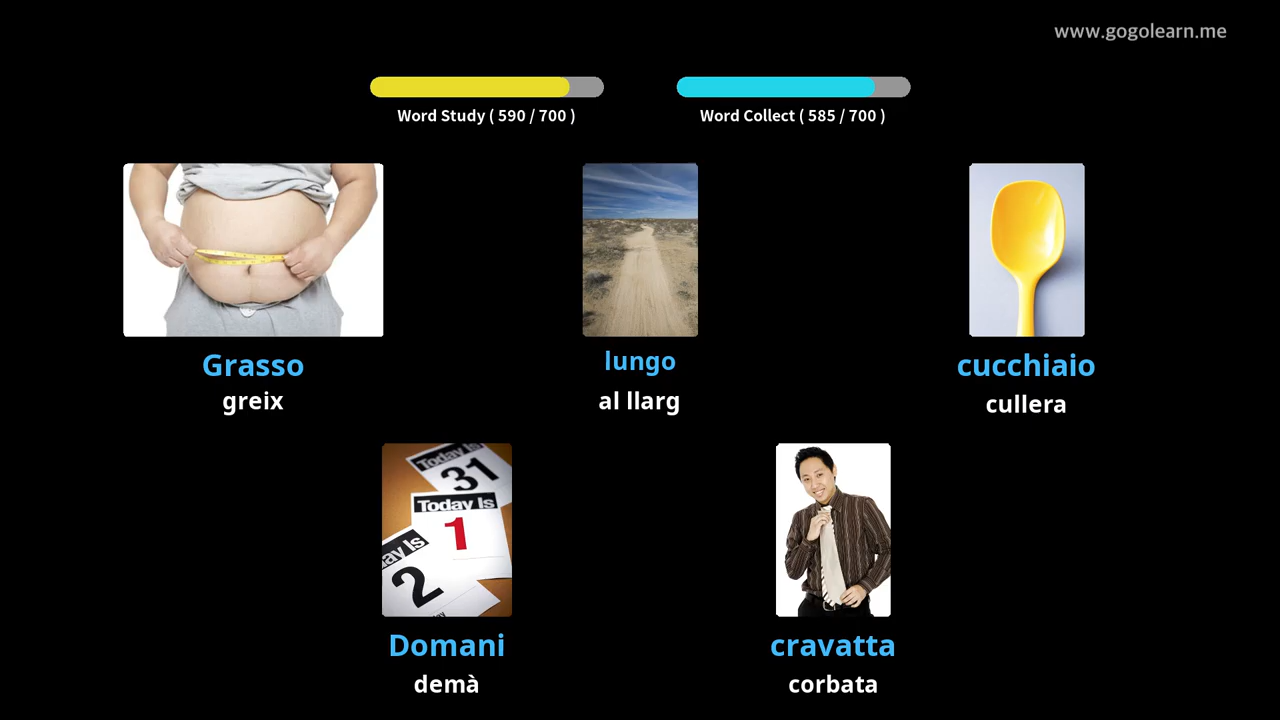 www.gogolearn.me
Word Study ( 590 / 700 )
Word Collect ( 585 / 700 )
Grasso
greix
lungo
al llarg
cucchiaio
cullera
Today Is
31
Today Is
1
ay Is
2
Domani
demà
cravatta
corbata